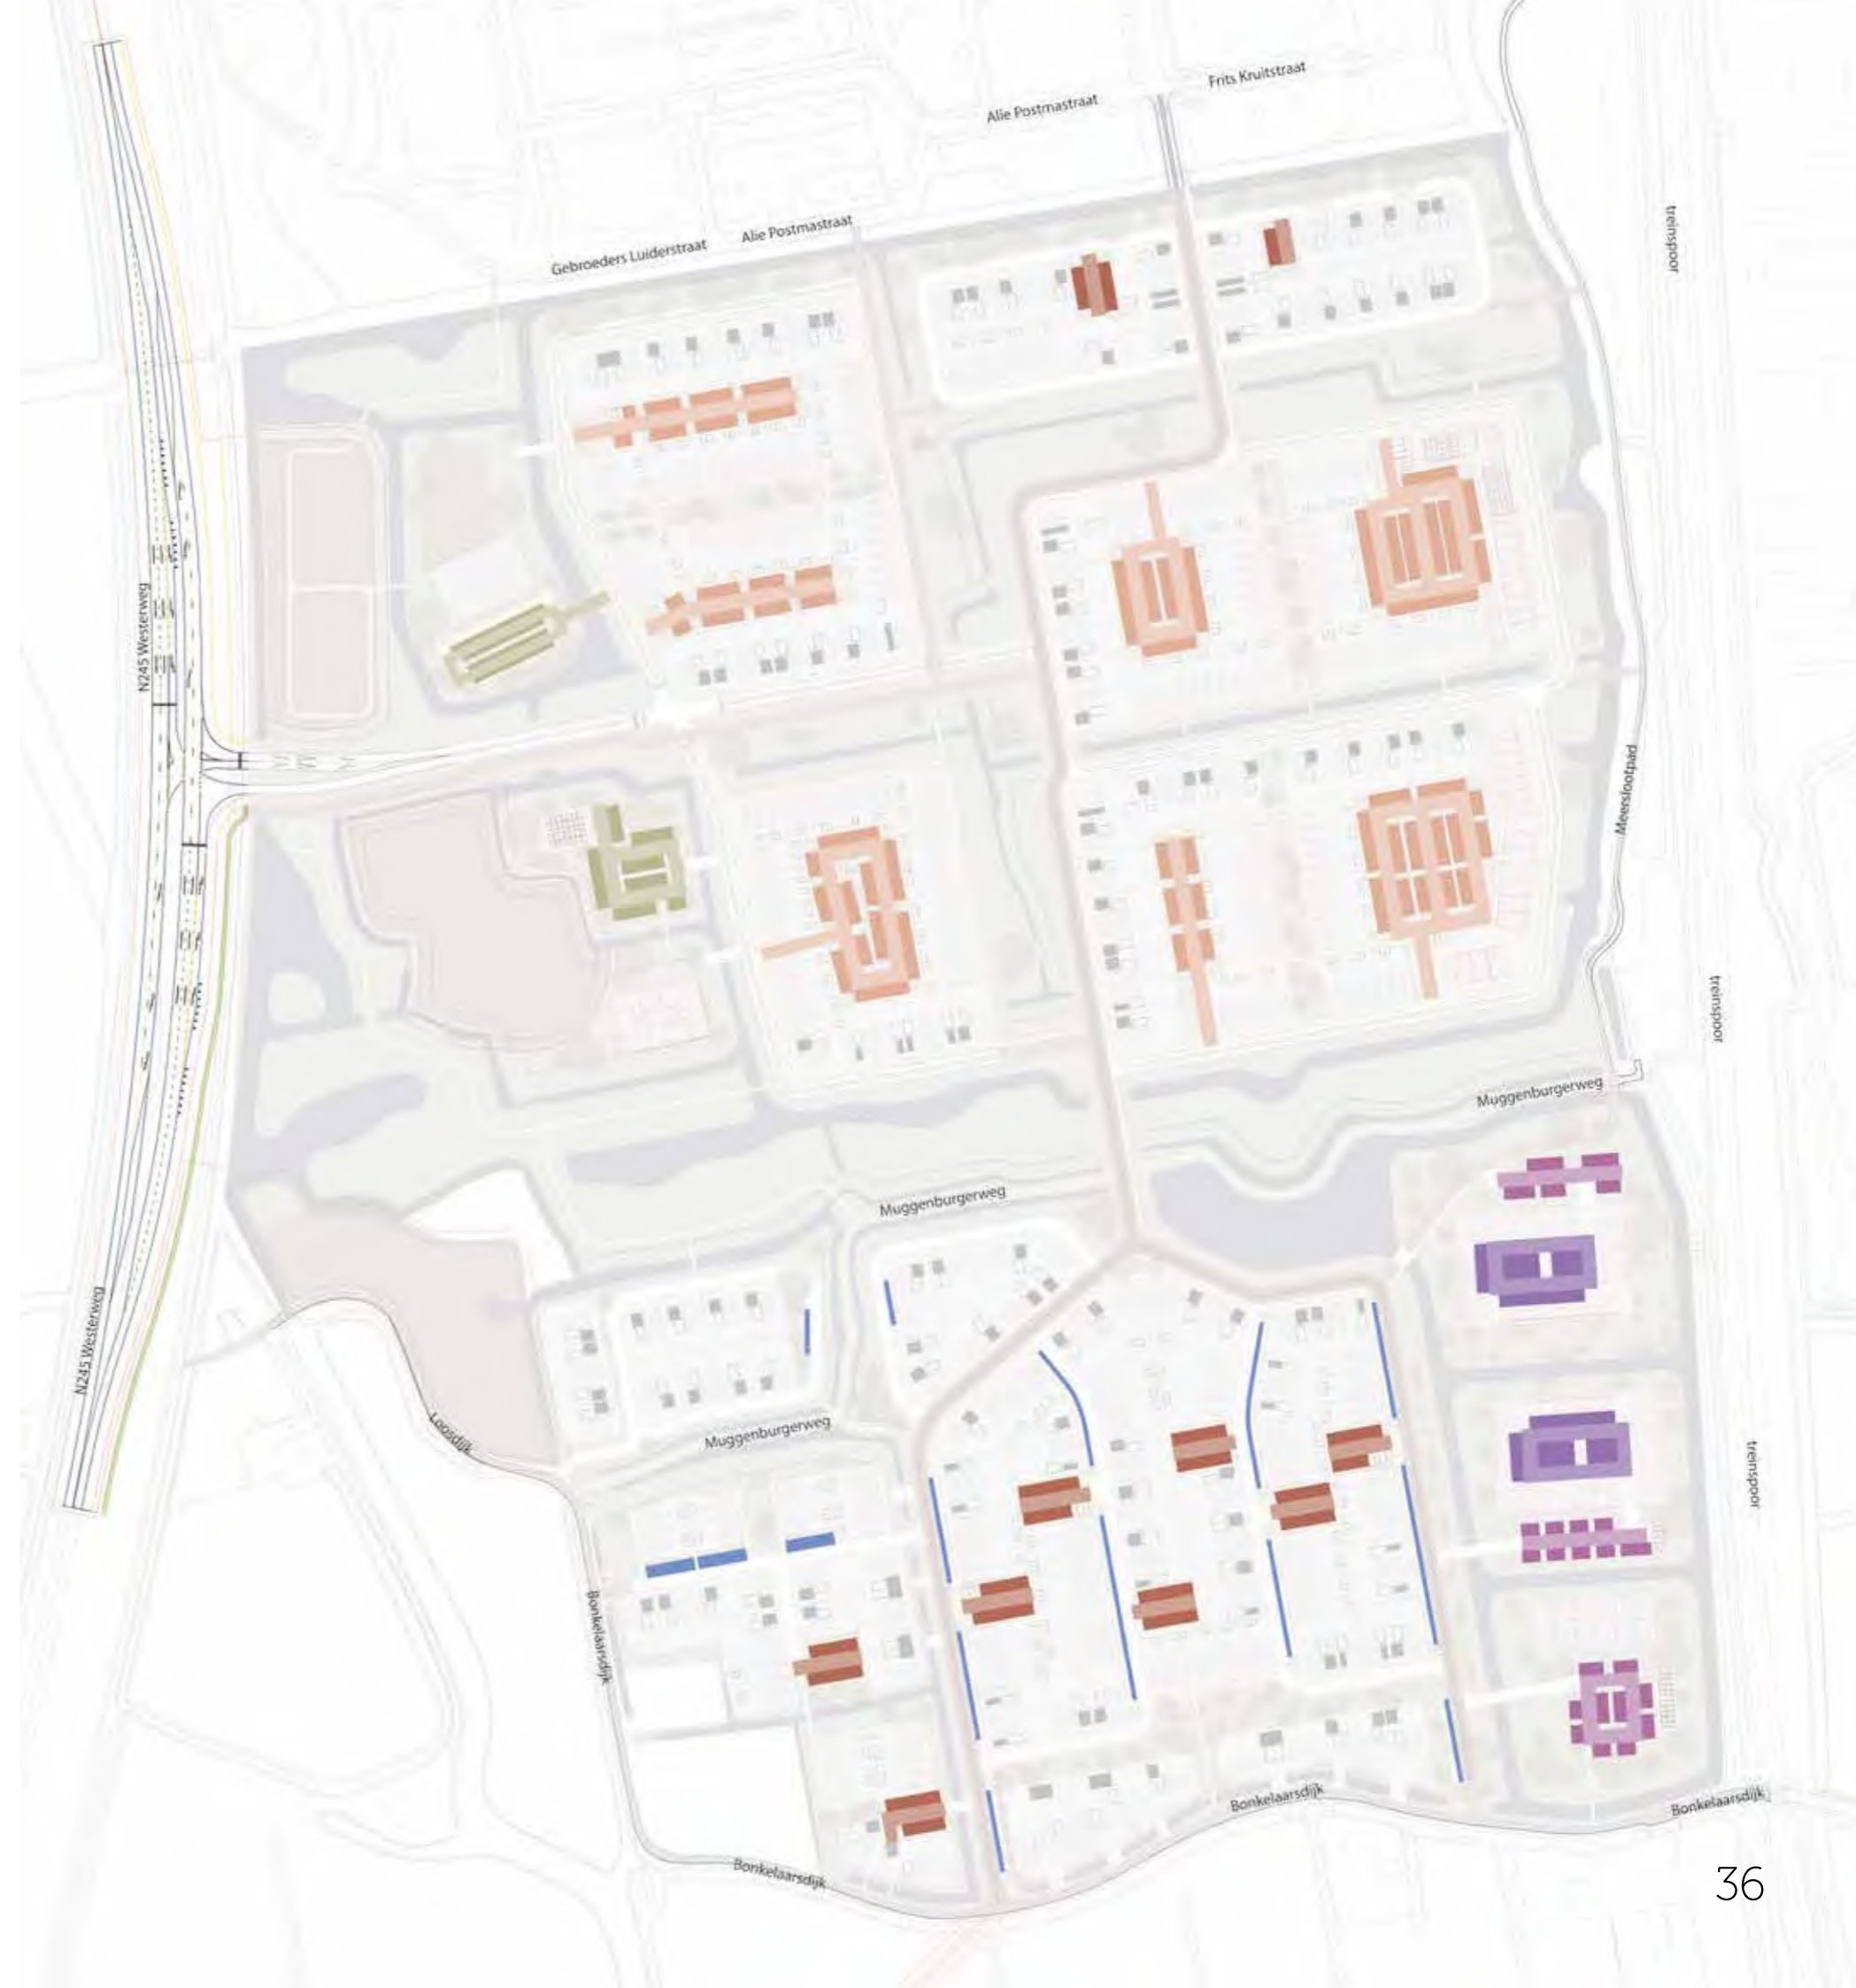 Frits Kruitstraat
Alie Postmastraat
Alie Postmastraat
Gebroeders Luiderstraat
treinspoor
N245 Westerweg
Meerslootpad
treinspoor
Muggenburgerweg
Muggenburgerweg
N245 Westerweg
Loosdijk
Muggenburgerweg
treinspoor
Bonkelaarsdijk
Bonkelaarsdijk
Bonkelaarsdijk
Bonkelaarsdijk
36